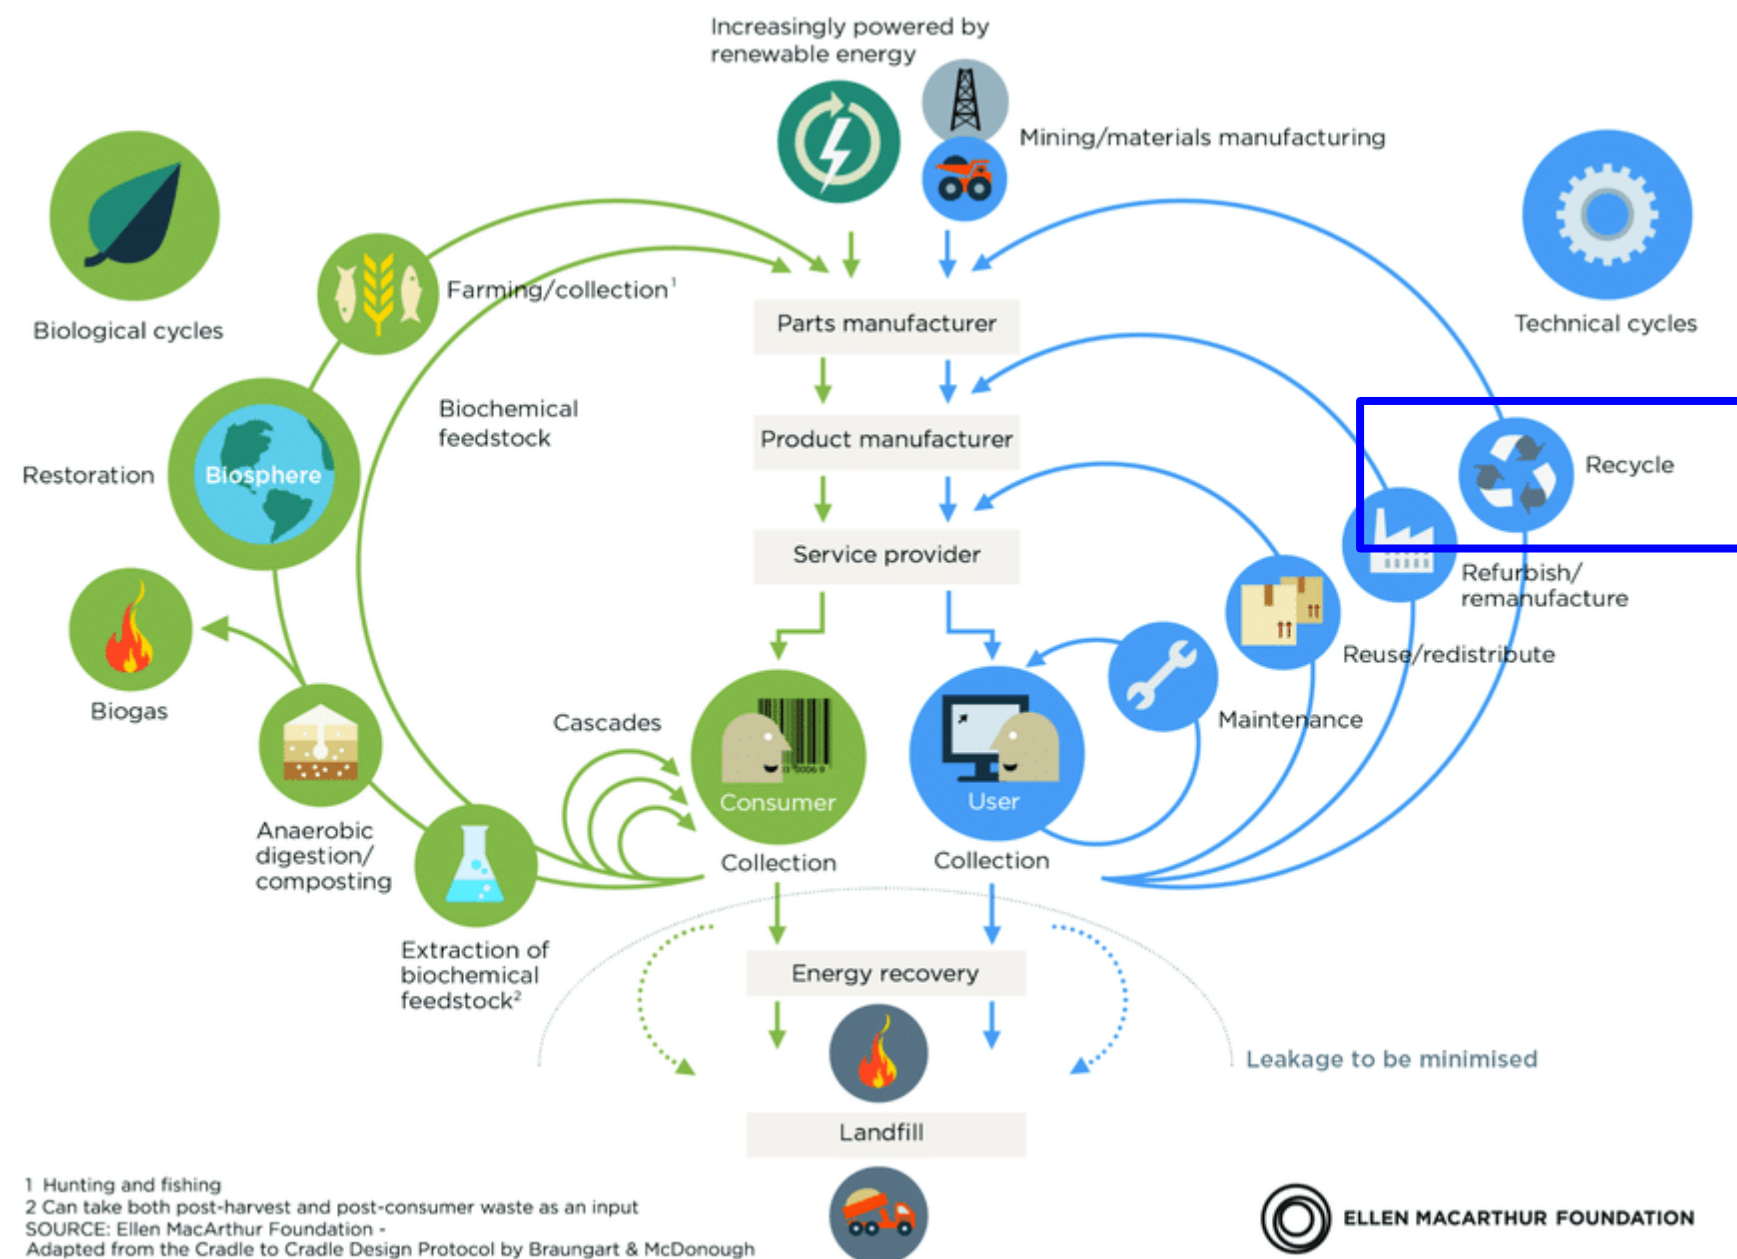 Increasingly powered by
renewable energy
Mining/materials manufacturing
Biological cycles
Technical cycles
Farming/collection¹
Parts manufacturer
Biochemical
feedstock
Product manufacturer
Recycle
Restoration
Biosphere
Service provider
Refurbish/
remanufacture
Reuse/redistribute
Biogas
Maintenance
Cascades
Consumer
User
Anaerobic
digestion/
composting
Collection
Collection
Extraction of
biochemical
feedstock²
Energy recovery
Leakage to be minimised
Landfill
1 Hunting and fishing
2 Can take both post-harvest and post-consumer waste as an input
SOURCE: Ellen MacArthur Foundation -
Adapted from the Cradle to Cradle Design Protocol by Braungart & McDonough
ELLEN MACARTHUR FOUNDATION